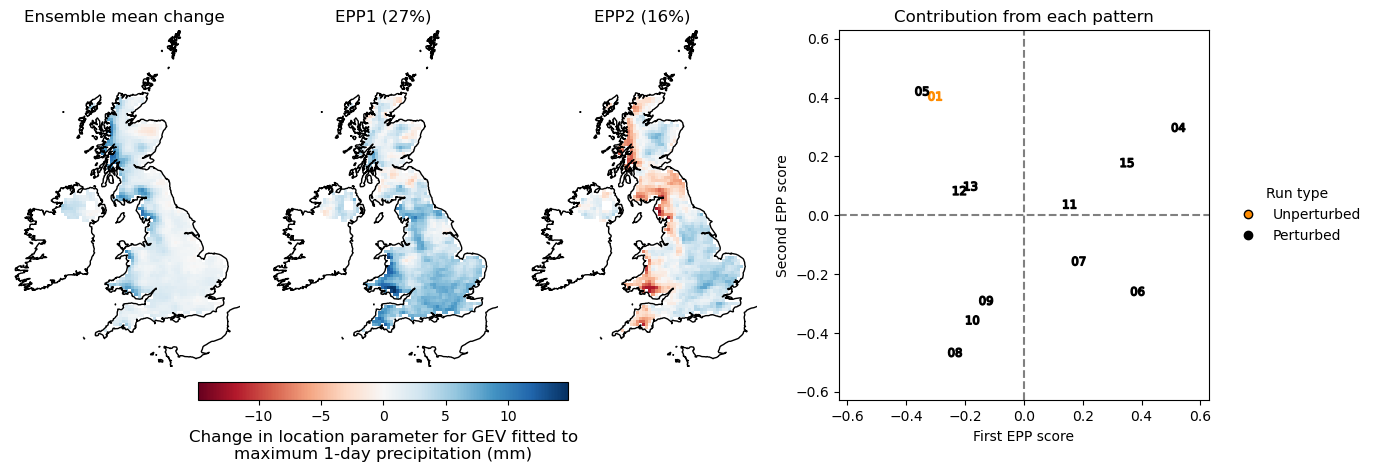 Ensemble mean change
EPP1 (27%)
EPP2 (16%)
Contribution from each pattern
−10
−5
0
5
10
Change in location parameter for GEV fitted to
maximum 1-day precipitation (mm)
Second EPP score
0.6
0.4
0.2
0.0
−0.2
−0.4
−0.6
05
01
04
15
13
12
11
07
06
09
10
08
−0.6
−0.4
−0.2
0.0
0.2
0.4
0.6
First EPP score
Run type
Unperturbed
Perturbed